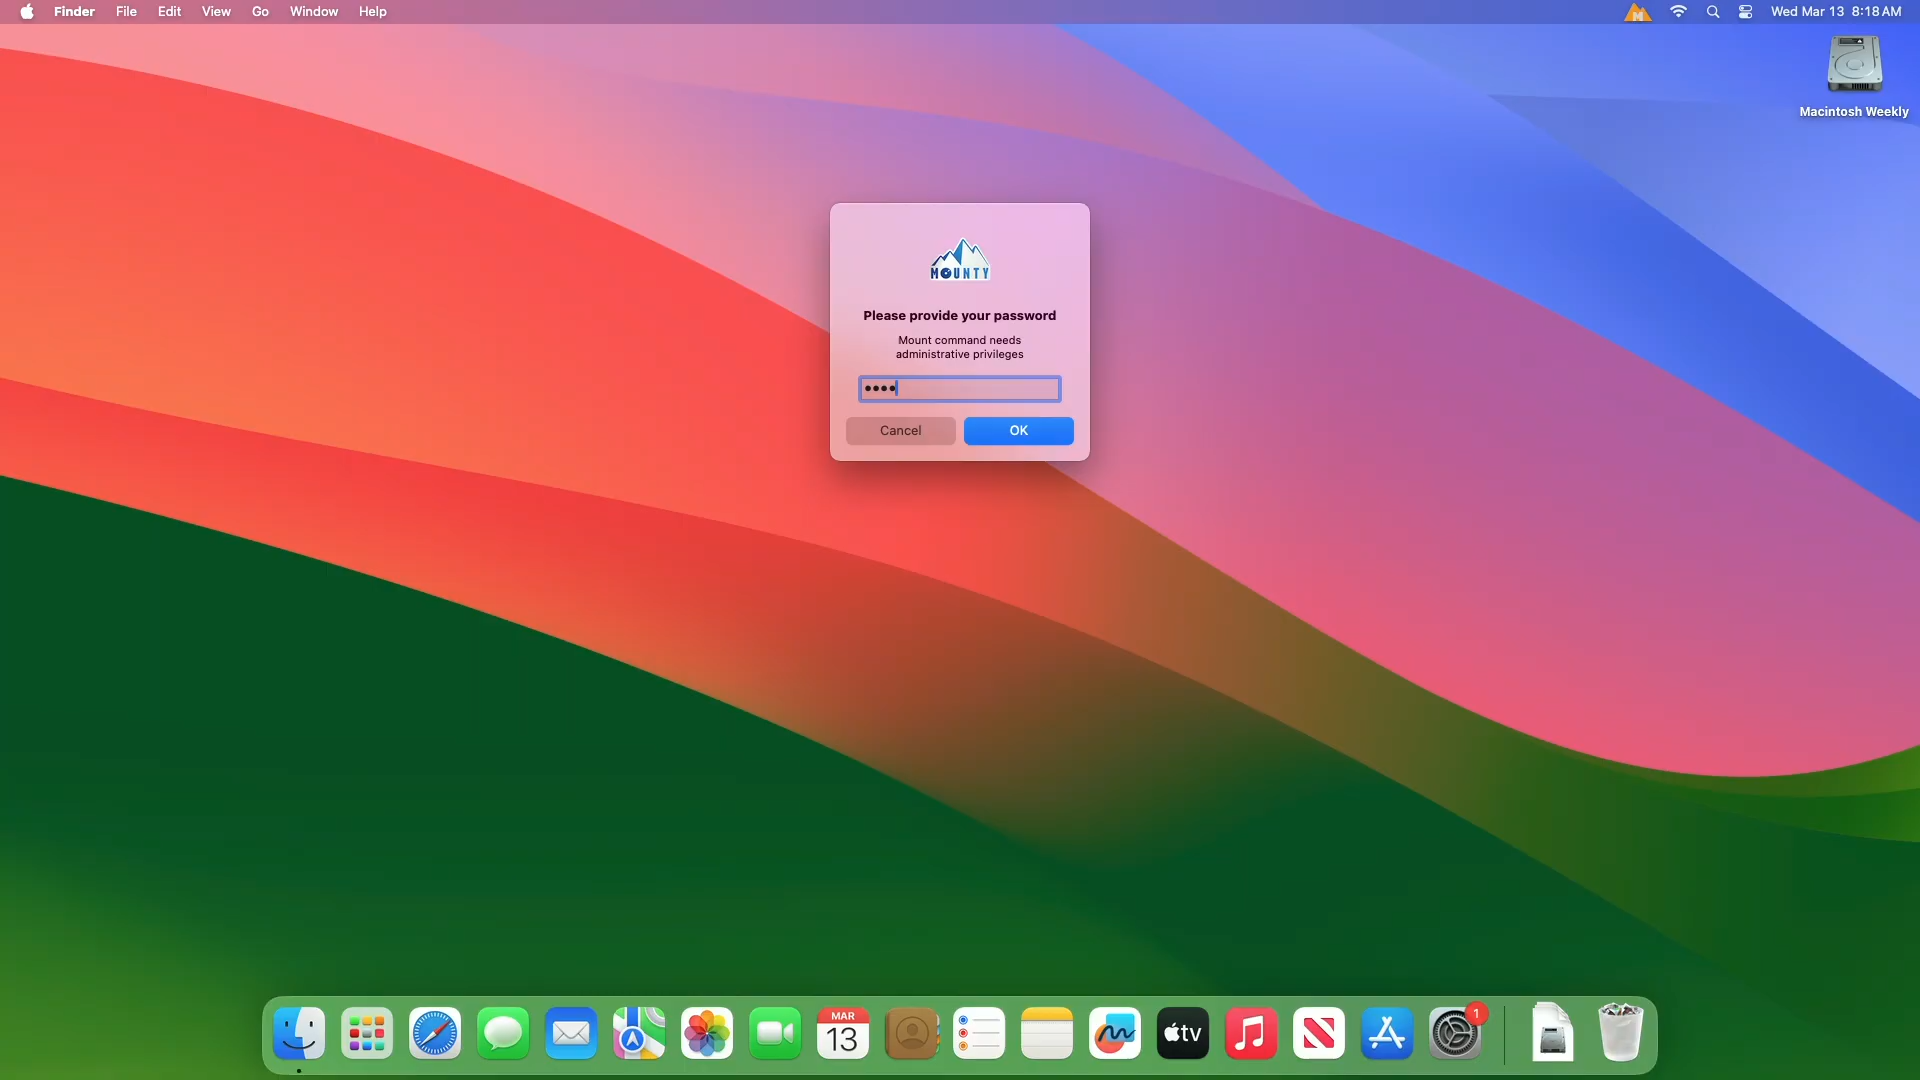 Finder File Edit View Go Window Help
M
Wed Mar 13 8:18 AM
Macintosh Weekly
MOUNTY
Please provide your password
Mount command needs
administrative privileges
••••
Cancel OK
MAR
13
tv
1